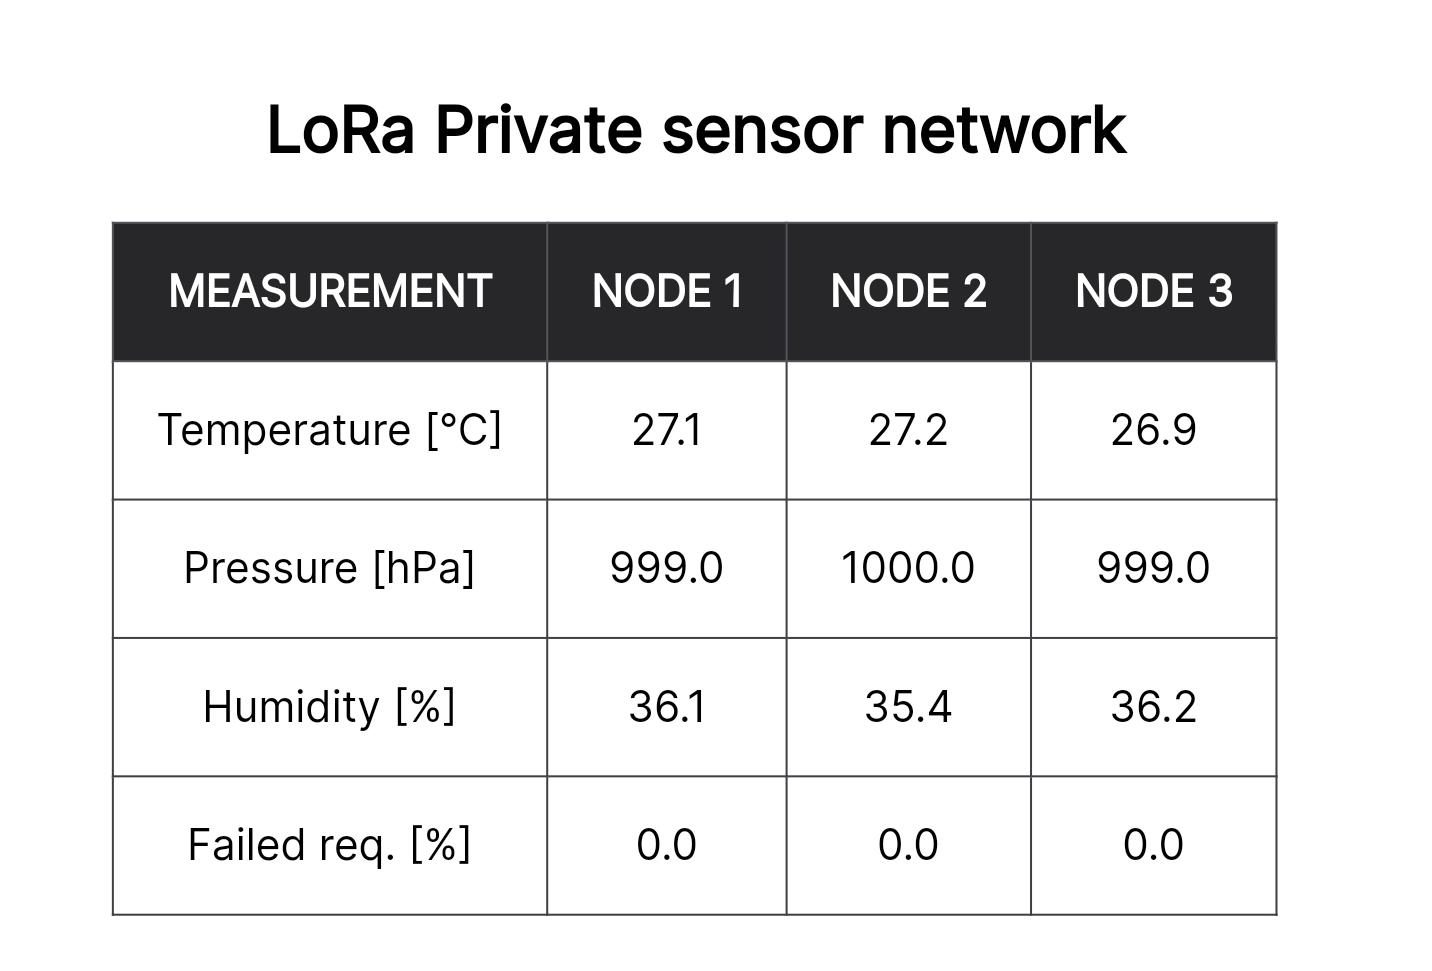 LoRa Private sensor network
MEASUREMENT NODE 1 NODE 2 NODE 3
Temperature [°C] 27.1 27.2 26.9
Pressure [hPa] 999.0 1000.0 999.0
Humidity [%] 36.1 35.4 36.2
Failed req. [%] 0.0 0.0 0.0